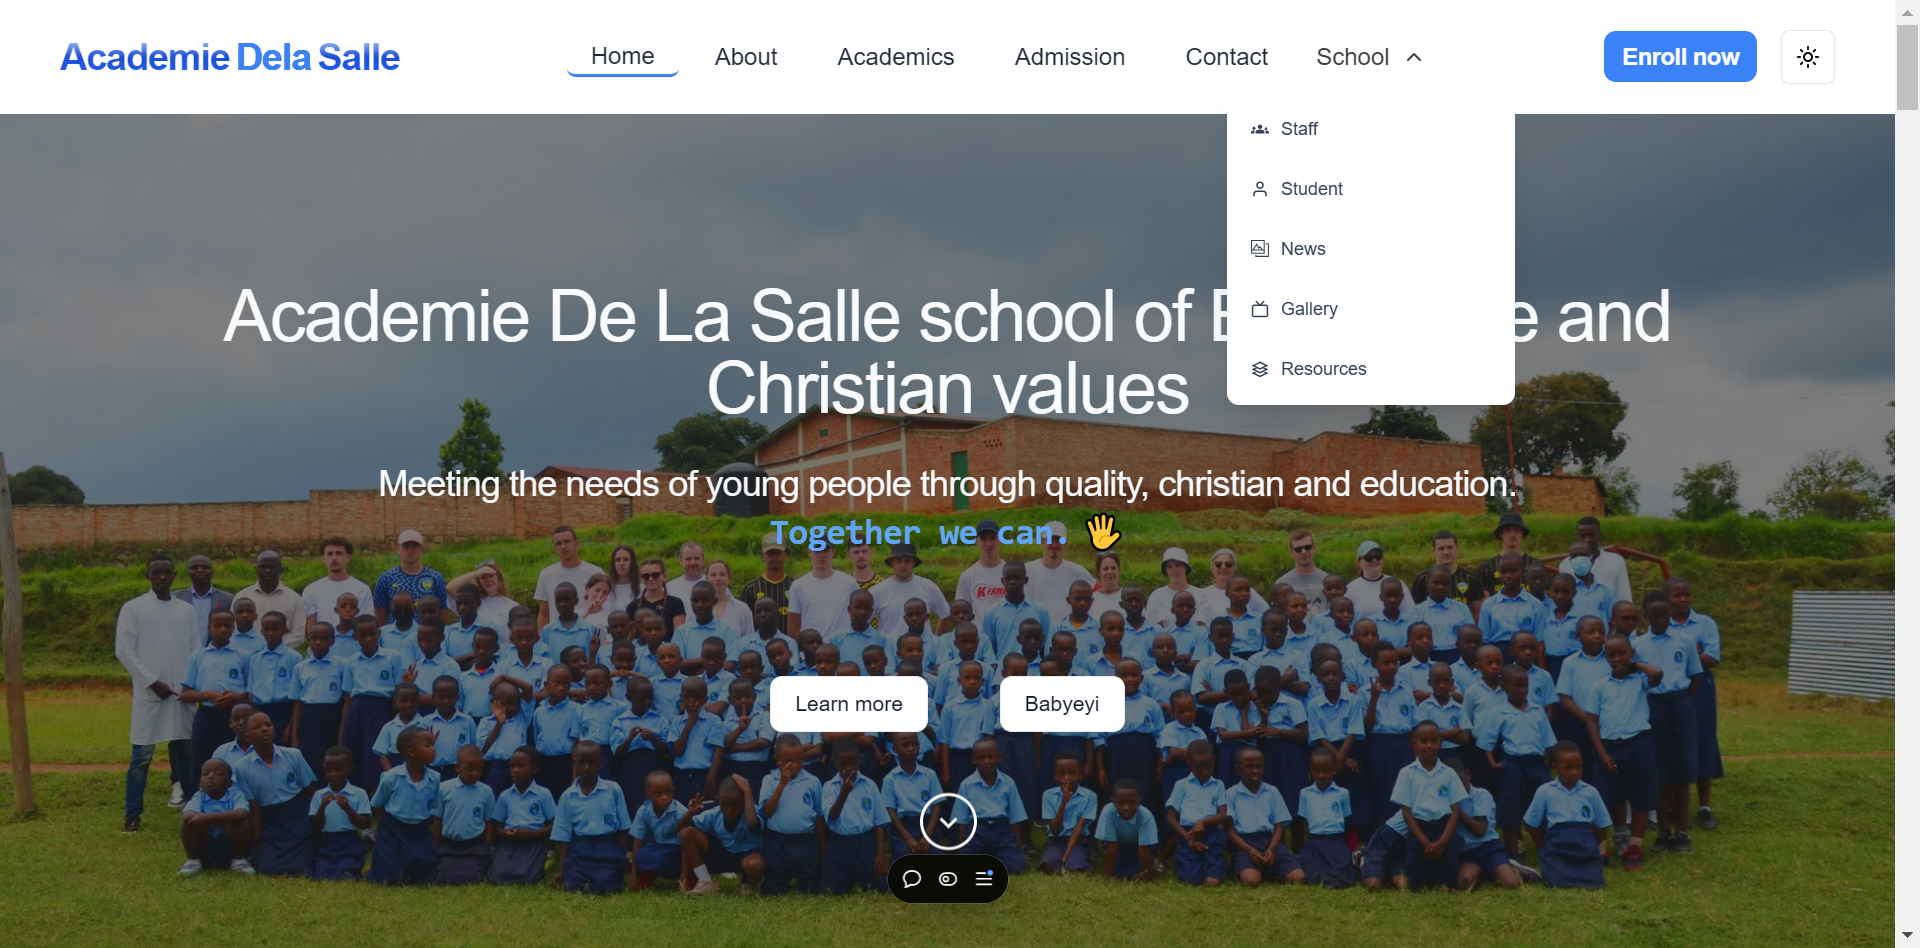 Academie Dela Salle
Home
About
Academics
Admission
Contact
School
Enroll now
Staff
Student
News
Gallery
Resources
Academie De La Salle school of and
Christian values
Meeting the needs of young people through quality, christian and education.
Together we can. 🖐
Learn more
Babyeyi